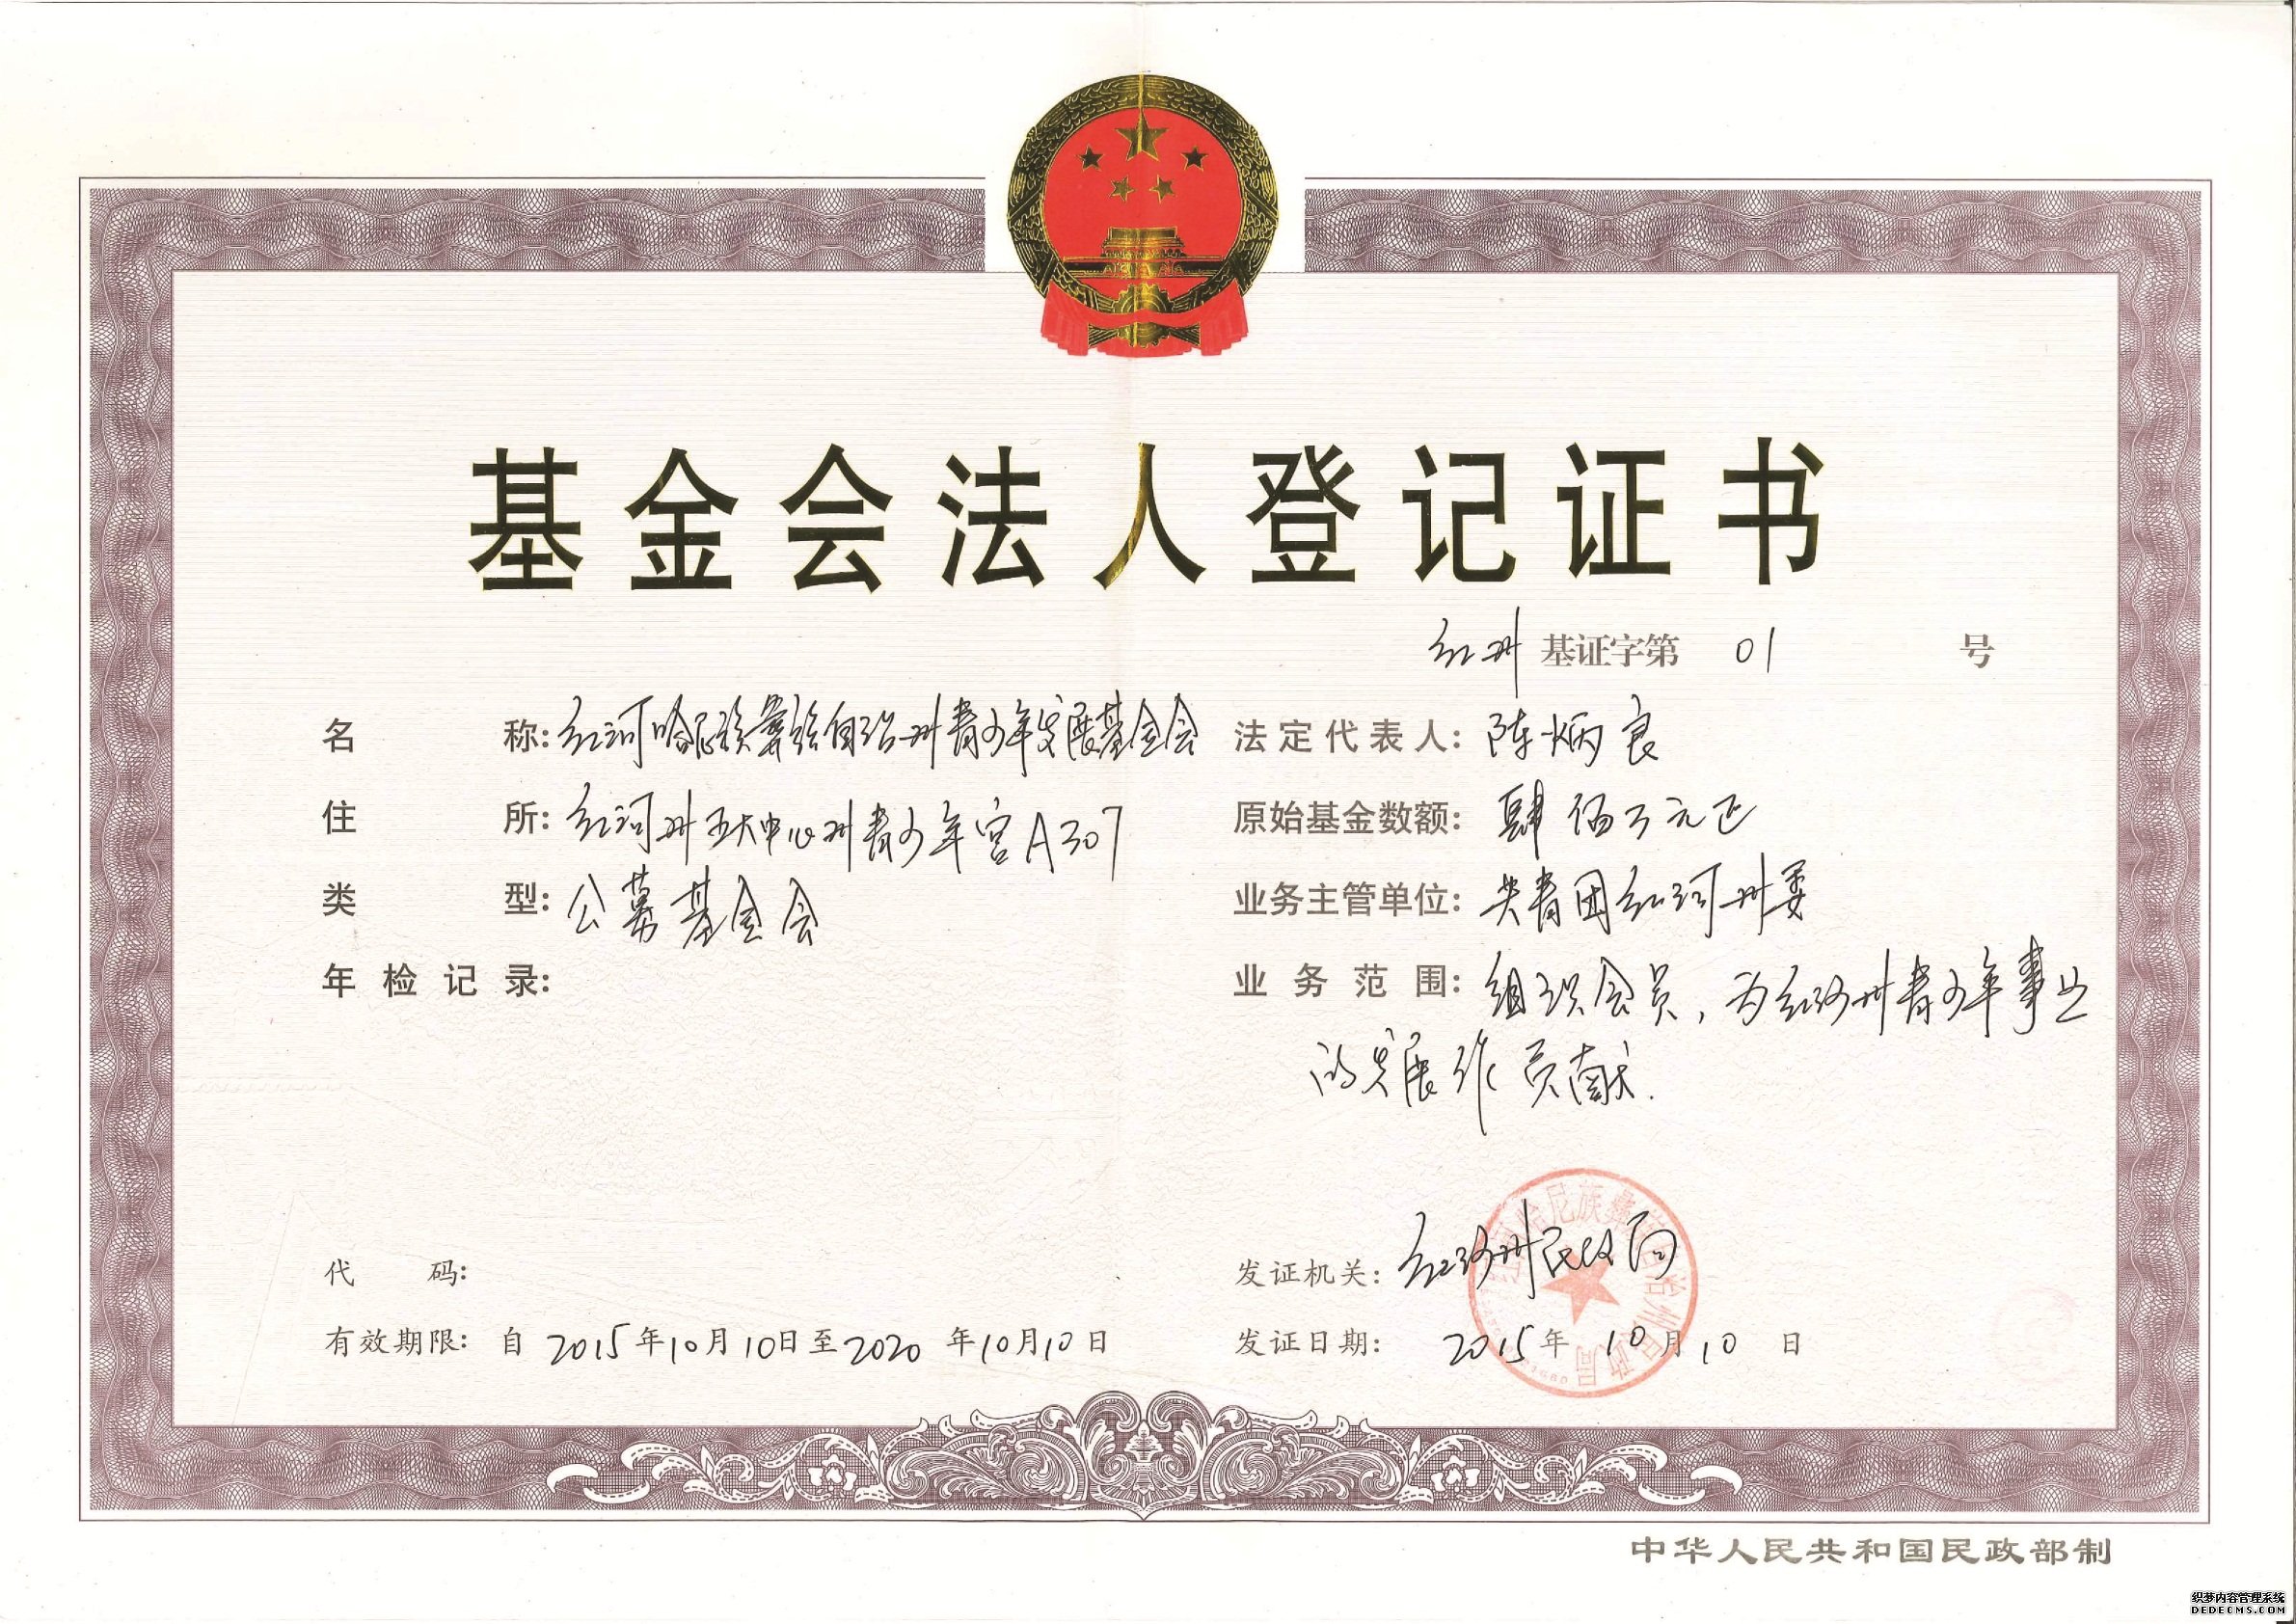 基金会法人登记证书
红州 基证字第 01 号
名称: 红河哈尼族彝族自治州青少年发展基金会
住所: 红河州五大中心州青少年宫A307
类型: 公募基金会
年检记录:
法定代表人: 陈炳良
原始基金数额: 肆佰万元正
业务主管单位: 共青团红河州委
业务范围: 组织会员,为红河州青少年事业
的发展作贡献.
代码:
有效期限: 自 2015年10月10日至2020年10月10日
发证机关: 红河州民政局
发证日期: 2015年10月10日
红河哈尼族彝族自治州民政局
中华人民共和国民政部制
织梦内容管理系统
DEDECMS.COM